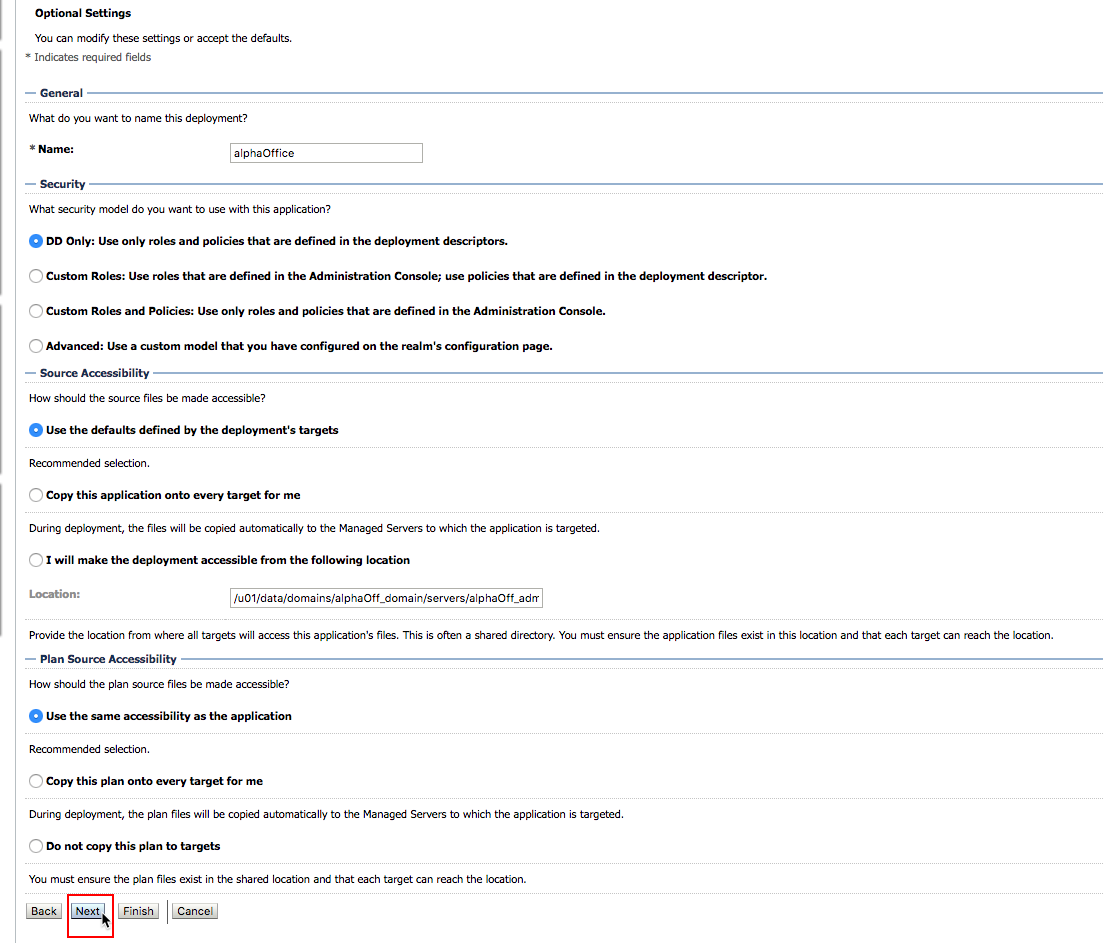 Optional Settings
You can modify these settings or accept the defaults.
* Indicates required fields
General
What do you want to name this deployment?
* Name:
alphaOffice
Security
What security model do you want to use with this application?
DD Only: Use only roles and policies that are defined in the deployment descriptors.
Custom Roles: Use roles that are defined in the Administration Console; use policies that are defined in the deployment descriptor.
Custom Roles and Policies: Use only roles and policies that are defined in the Administration Console.
Advanced: Use a custom model that you have configured on the realm's configuration page.
Source Accessibility
How should the source files be made accessible?
Use the defaults defined by the deployment's targets
Recommended selection.
Copy this application onto every target for me
During deployment, the files will be copied automatically to the Managed Servers to which the application is targeted.
I will make the deployment accessible from the following location
Location:
/u01/data/domains/alphaOff_domain/servers/alphaOff_adm
Provide the location from where all targets will access this application's files. This is often a shared directory. You must ensure the application files exist in this location and that each target can reach the location.
Plan Source Accessibility
How should the plan source files be made accessible?
Use the same accessibility as the application
Recommended selection.
Copy this plan onto every target for me
During deployment, the plan files will be copied automatically to the Managed Servers to which the application is targeted.
Do not copy this plan to targets
You must ensure the plan files exist in the shared location and that each target can reach the location.
Back Next Finish Cancel